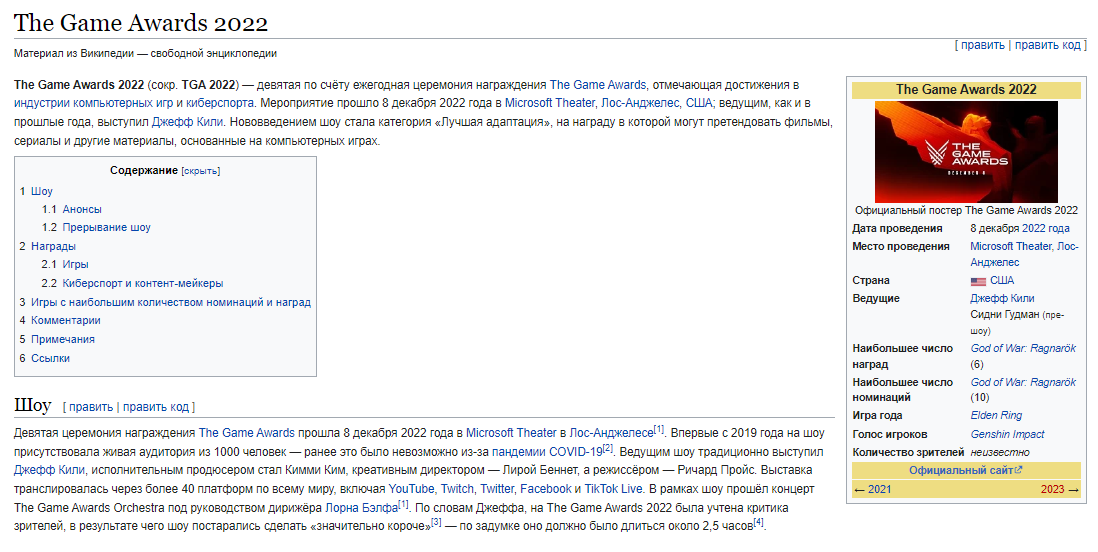 The Game Awards 2022
[ править | править код ]
Материал из Википедии — свободной энциклопедии
The Game Awards 2022 (сокр. TGA 2022) — девятая по счёту ежегодная церемония награждения The Game Awards, отмечающая достижения в
индустрии компьютерных игр и киберспорта. Мероприятие прошло 8 декабря 2022 года в Microsoft Theater, Лос-Анджелес, США; ведущим, как и в
прошлые года, выступил Джефф Кили. Нововведением шоу стала категория «Лучшая адаптация», на награду в которой могут претендовать фильмы,
сериалы и другие материалы, основанные на компьютерных играх.
Содержание [скрыть]
1 Шоу
1.1 Анонсы
1.2 Прерывание шоу
2 Награды
2.1 Игры
2.2 Киберспорт и контент-мейкеры
3 Игры с наибольшим количеством номинаций и наград
4 Комментарии
5 Примечания
6 Ссылки
Шоу [ править | править код ]
Девятая церемония награждения The Game Awards прошла 8 декабря 2022 года в Microsoft Theater в Лос-Анджелесе[1]. Впервые с 2019 года на шоу
присутствовала живая аудитория из 1000 человек — ранее это было невозможно из-за пандемии COVID-19[2]. Ведущим шоу традиционно выступил
Джефф Кили, исполнительным продюсером стал Кимми Ким, креативным директором — Лирой Беннет, а режиссёром — Ричард Пройс. Выставка
транслировалась через более 40 платформ по всему миру, включая YouTube, Twitch, Twitter, Facebook и TikTok Live. В рамках шоу прошёл концерт
The Game Awards Orchestra под руководством дирижёра Лорна Бэлфа[1]. По словам Джеффа, на The Game Awards 2022 была учтена критика
зрителей, в результате чего шоу постарались сделать «значительно короче»[3] — по задумке оно должно было длиться около 2,5 часов[4].
The Game Awards 2022
THE
GAME
AWARDS
DECEMBER 8
Официальный постер The Game Awards 2022
Дата проведения 8 декабря 2022 года
Место проведения Microsoft Theater, Лос-
Анджелес
Страна США
Ведущие Джефф Кили
Сидни Гудман (пре-
шоу)
Наибольшее число God of War: Ragnarök
наград (6)
Наибольшее число God of War: Ragnarök
номинаций (10)
Игра года Elden Ring
Голос игроков Genshin Impact
Количество зрителей неизвестно
Официальный сайт
← 2021 2023 →